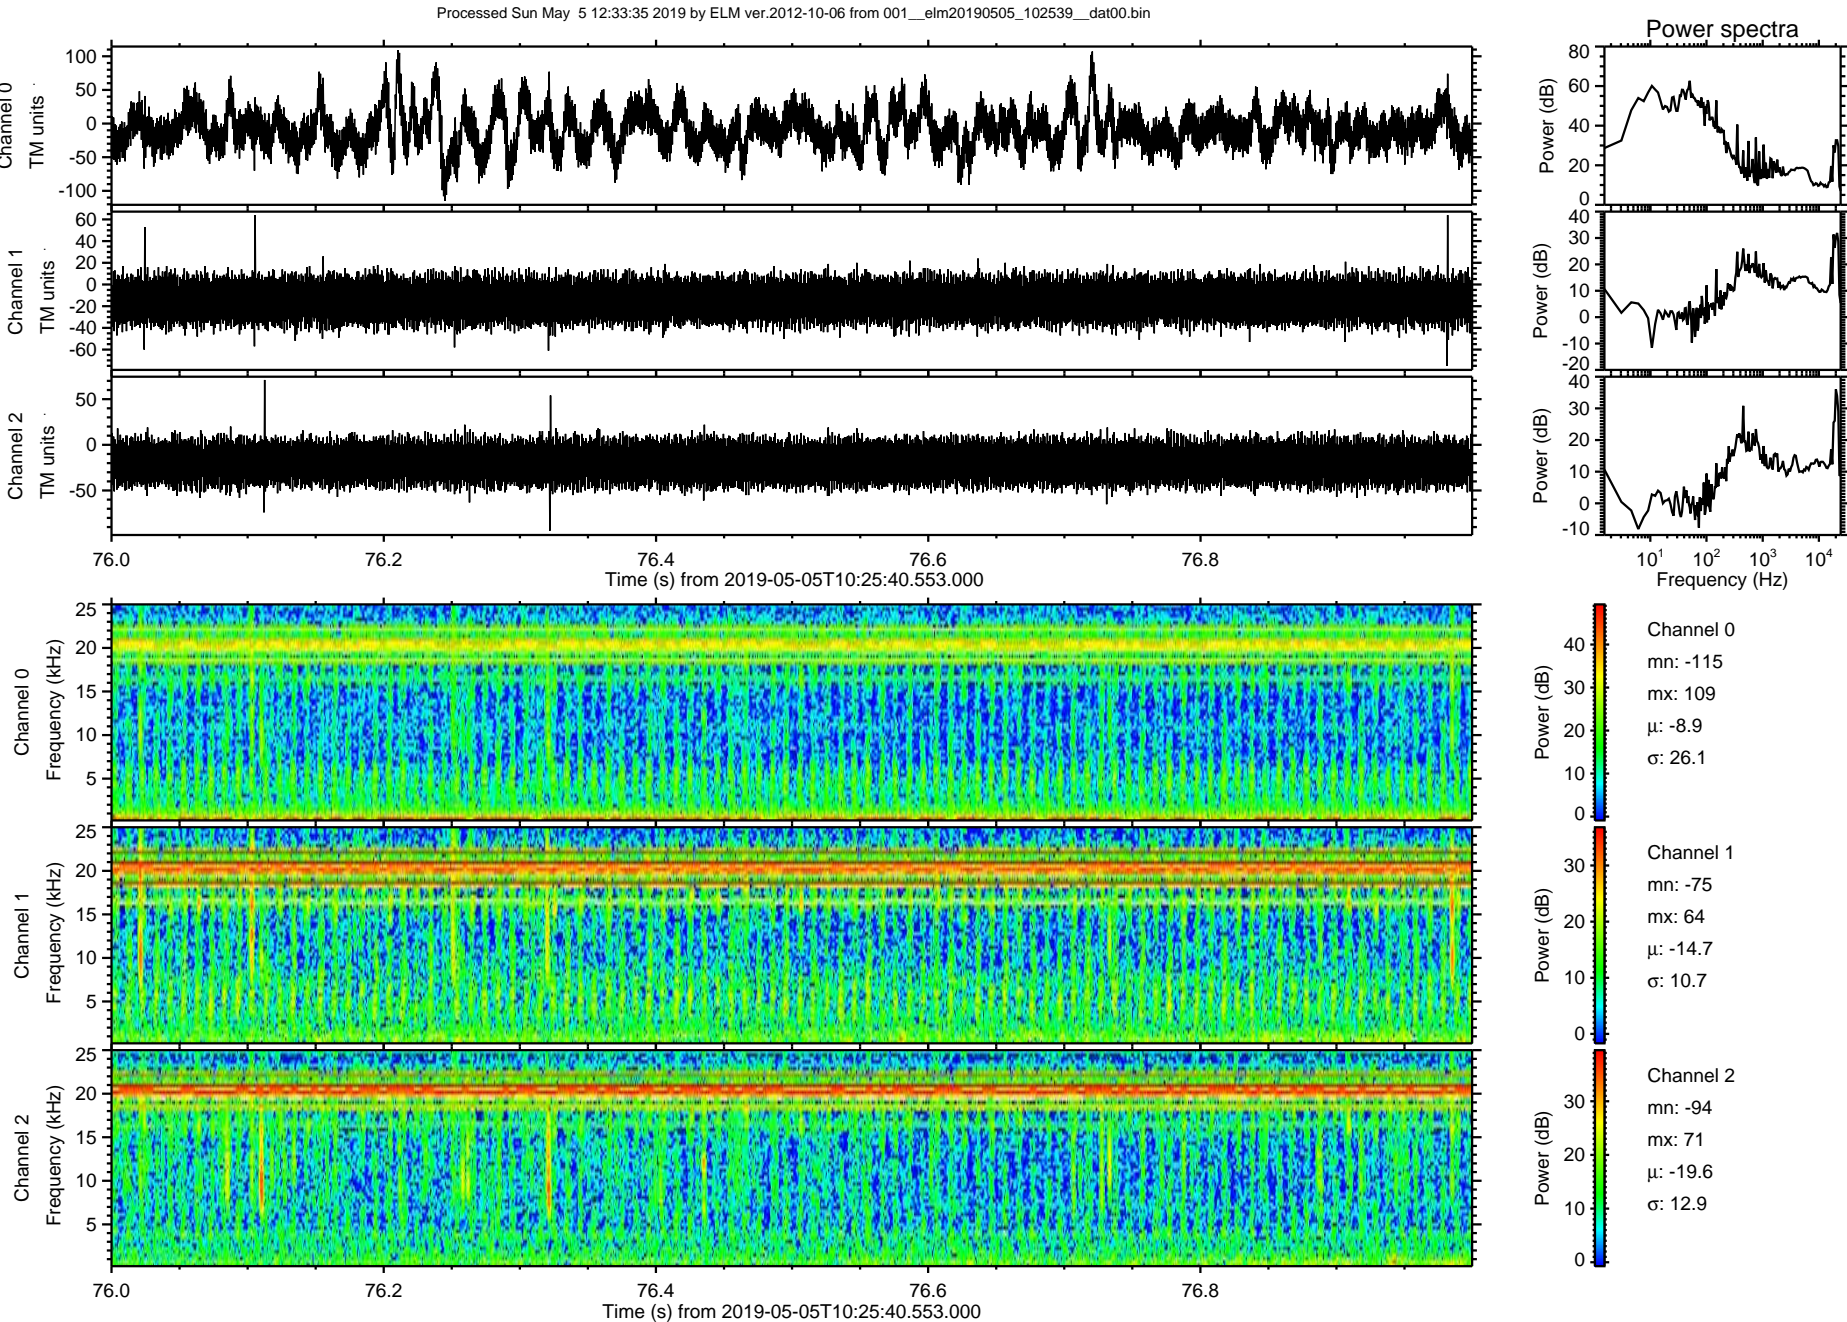 Processed Sun May  5 12:33:35 2019 by ELM ver.2012-10-06 from 001__elm20190505_102539__dat00.bin
Power spectra
Channel 0
TM units
100
50
0
-50
-100
Power (dB)
80
60
40
20
0
Channel 1
TM units
60
40
20
0
-20
-40
-60
Power (dB)
40
30
20
10
0
-10
-20
Channel 2
TM units
50
0
-50
Power (dB)
40
30
20
10
0
-10
76.0 76.2 76.4 76.6 76.8
Time (s) from 2019-05-05T10:25:40.553.000
10¹ 10² 10³ 10⁴
Frequency (Hz)
Channel 0
Frequency (kHz)
25
20
15
10
5
Power (dB)
40
30
20
10
0
Channel 0
mn: -115
mx: 109
μ: -8.9
σ: 26.1
Channel 1
Frequency (kHz)
25
20
15
10
5
Power (dB)
30
20
10
0
Channel 1
mn: -75
mx: 64
μ: -14.7
σ: 10.7
Channel 2
Frequency (kHz)
25
20
15
10
5
Power (dB)
30
20
10
0
Channel 2
mn: -94
mx: 71
μ: -19.6
σ: 12.9
76.0 76.2 76.4 76.6 76.8
Time (s) from 2019-05-05T10:25:40.553.000